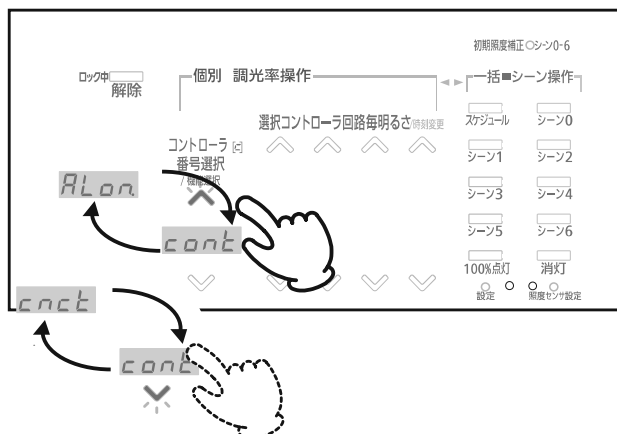 初期照度補正○シーン0-6
ロック中
解除
個別 調光率操作
一括■シーン操作
選択コントローラ回路毎明るさ/時刻変更
コントローラ [c]
番号選択
/ 機能選択
スケジュール シーン0
シーン1 シーン2
シーン3 シーン4
シーン5 シーン6
100%点灯 消灯
設定 照度センサ設定
ALon
cont
cnct
cont